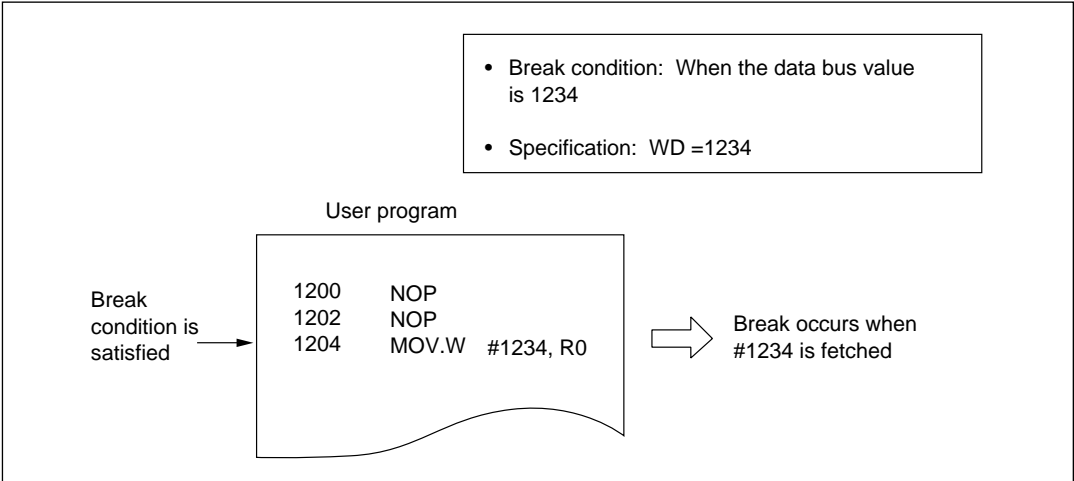 • Break condition: When the data bus value
is 1234
• Specification: WD =1234
User program
Break
condition is
satisfied
1200 NOP
1202 NOP
1204 MOV.W #1234, R0
Break occurs when
#1234 is fetched